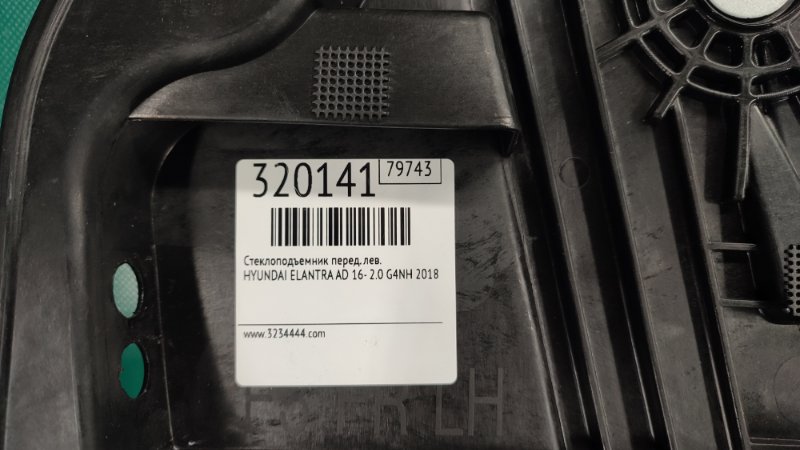 320141
79743
Стеклоподъемник перед.лев.
HYUNDAI ELANTRA AD 16- 2.0 G4NH 2018
www.3234444.com
LH